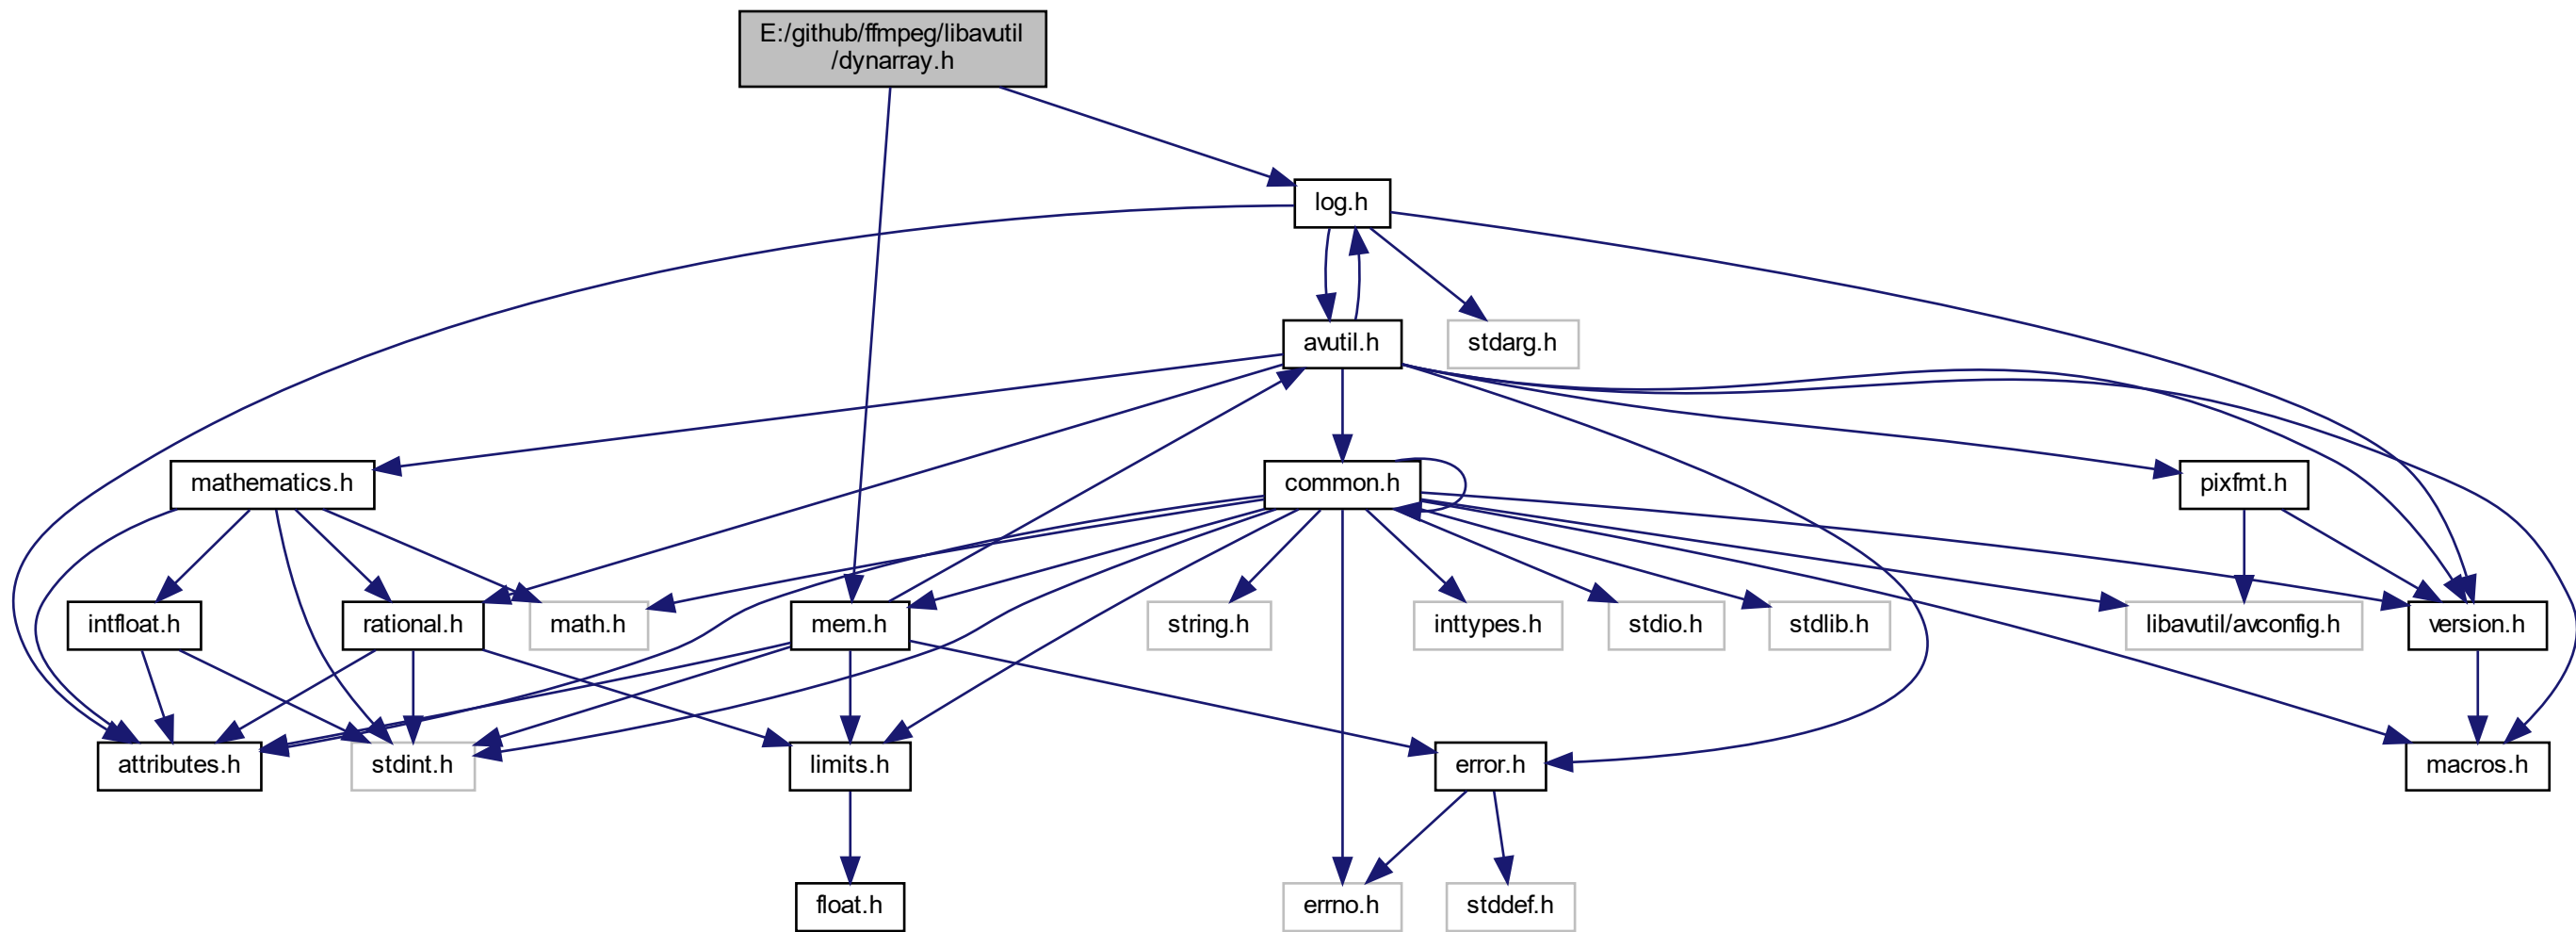 E:/github/ffmpeg/libavutil
/dynarray.h
log.h
avutil.h
stdarg.h
mathematics.h
common.h
pixfmt.h
intfloat.h
rational.h
math.h
mem.h
string.h
inttypes.h
stdio.h
stdlib.h
libavutil/avconfig.h
version.h
attributes.h
stdint.h
limits.h
error.h
macros.h
float.h
errno.h
stddef.h